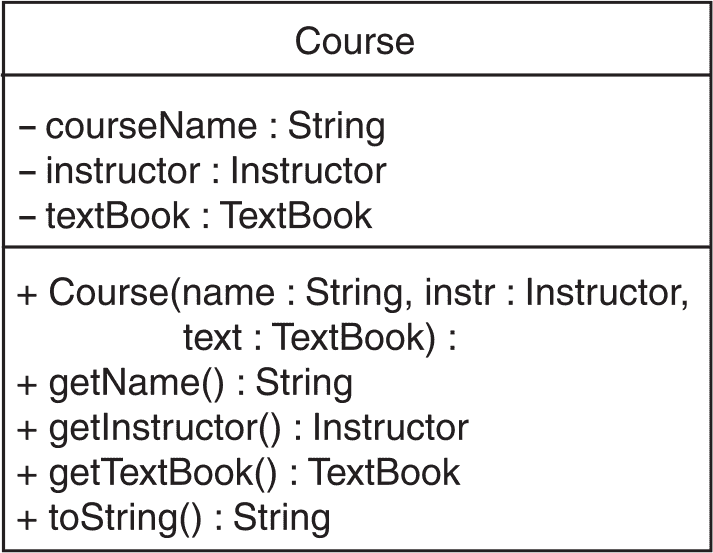 Course
– courseName : String
– instructor : Instructor
– textBook : TextBook
+ Course(name : String, instr : Instructor,
text : TextBook) :
+ getName() : String
+ getInstructor() : Instructor
+ getTextBook() : TextBook
+ toString() : String